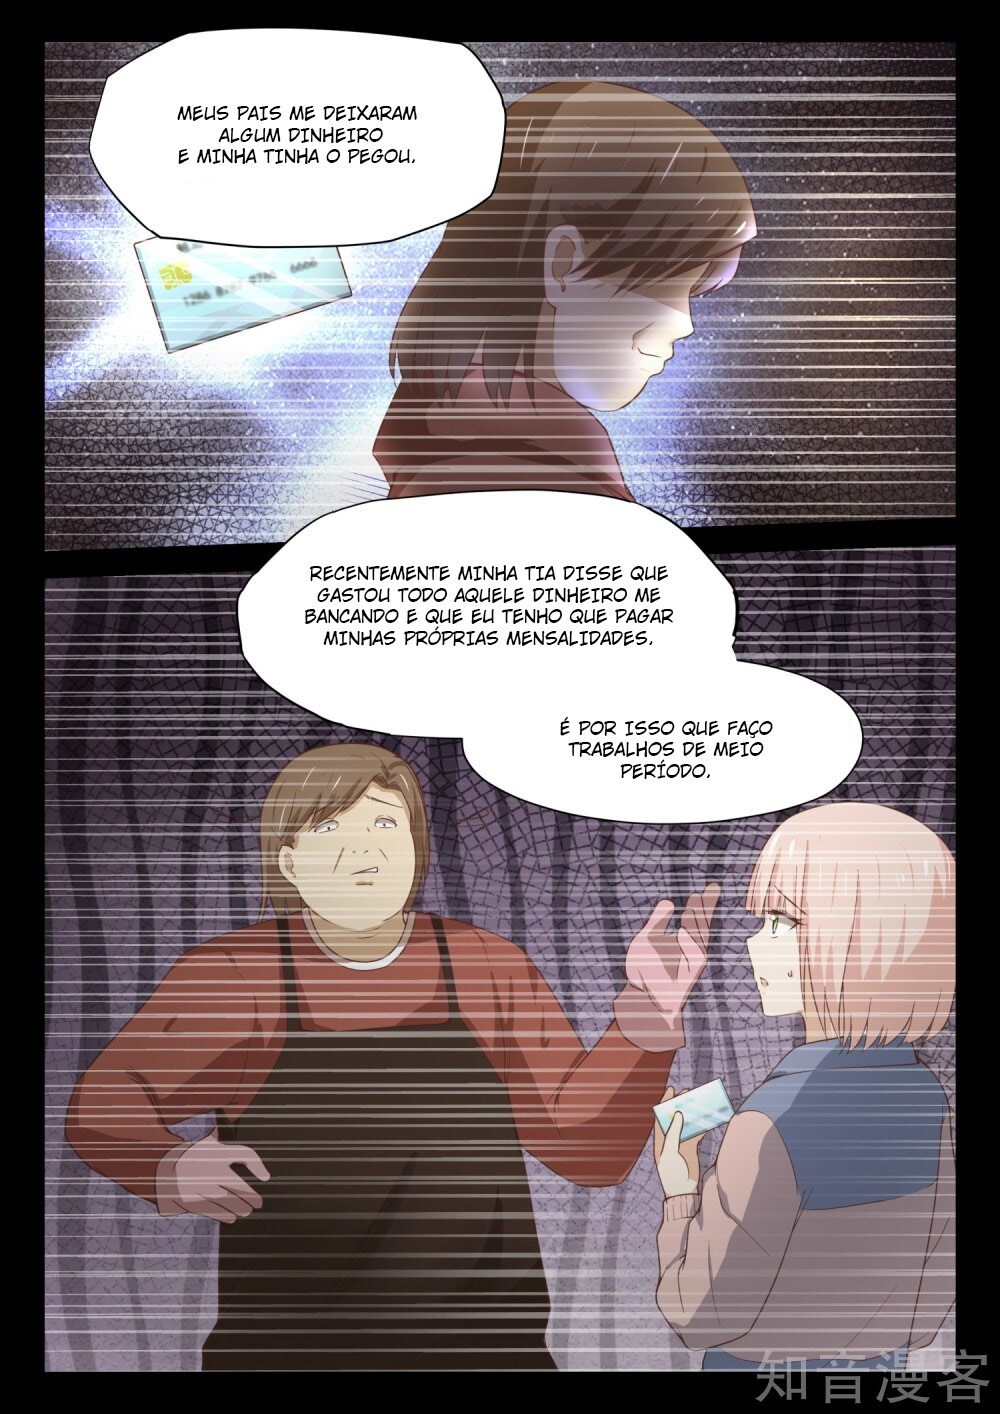 MEUS PAIS ME DEIXARAM
ALGUM DINHEIRO
E MINHA TINHA O PEGOU.
6666
RECENTEMENTE MINHA TIA DISSE QUE
GASTOU TODO AQUELE DINHEIRO ME
BANCANDO E QUE EU TENHO QUE PAGAR
MINHAS PRÓPRIAS MENSALIDADES.
É POR ISSO QUE FAÇO
TRABALHOS DE MEIO
PERÍODO.
知音漫客